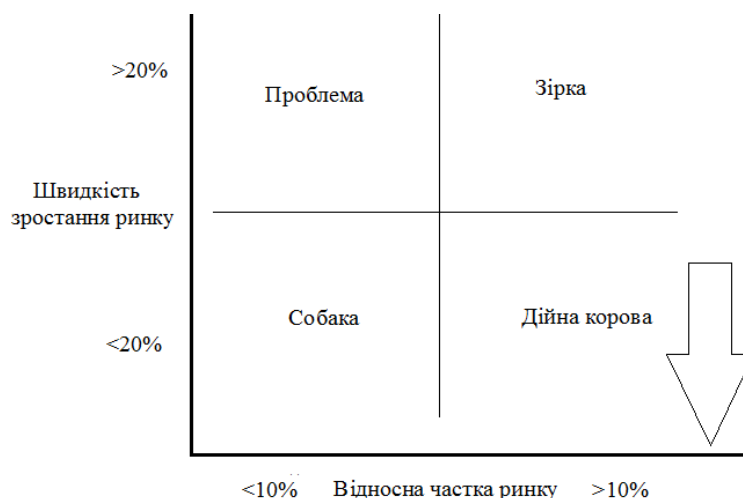 >20%
Проблема
Зірка
Швидкість
зростання ринку
Собака
Дійна корова
<20%
<10% Відносна частка ринку >10%